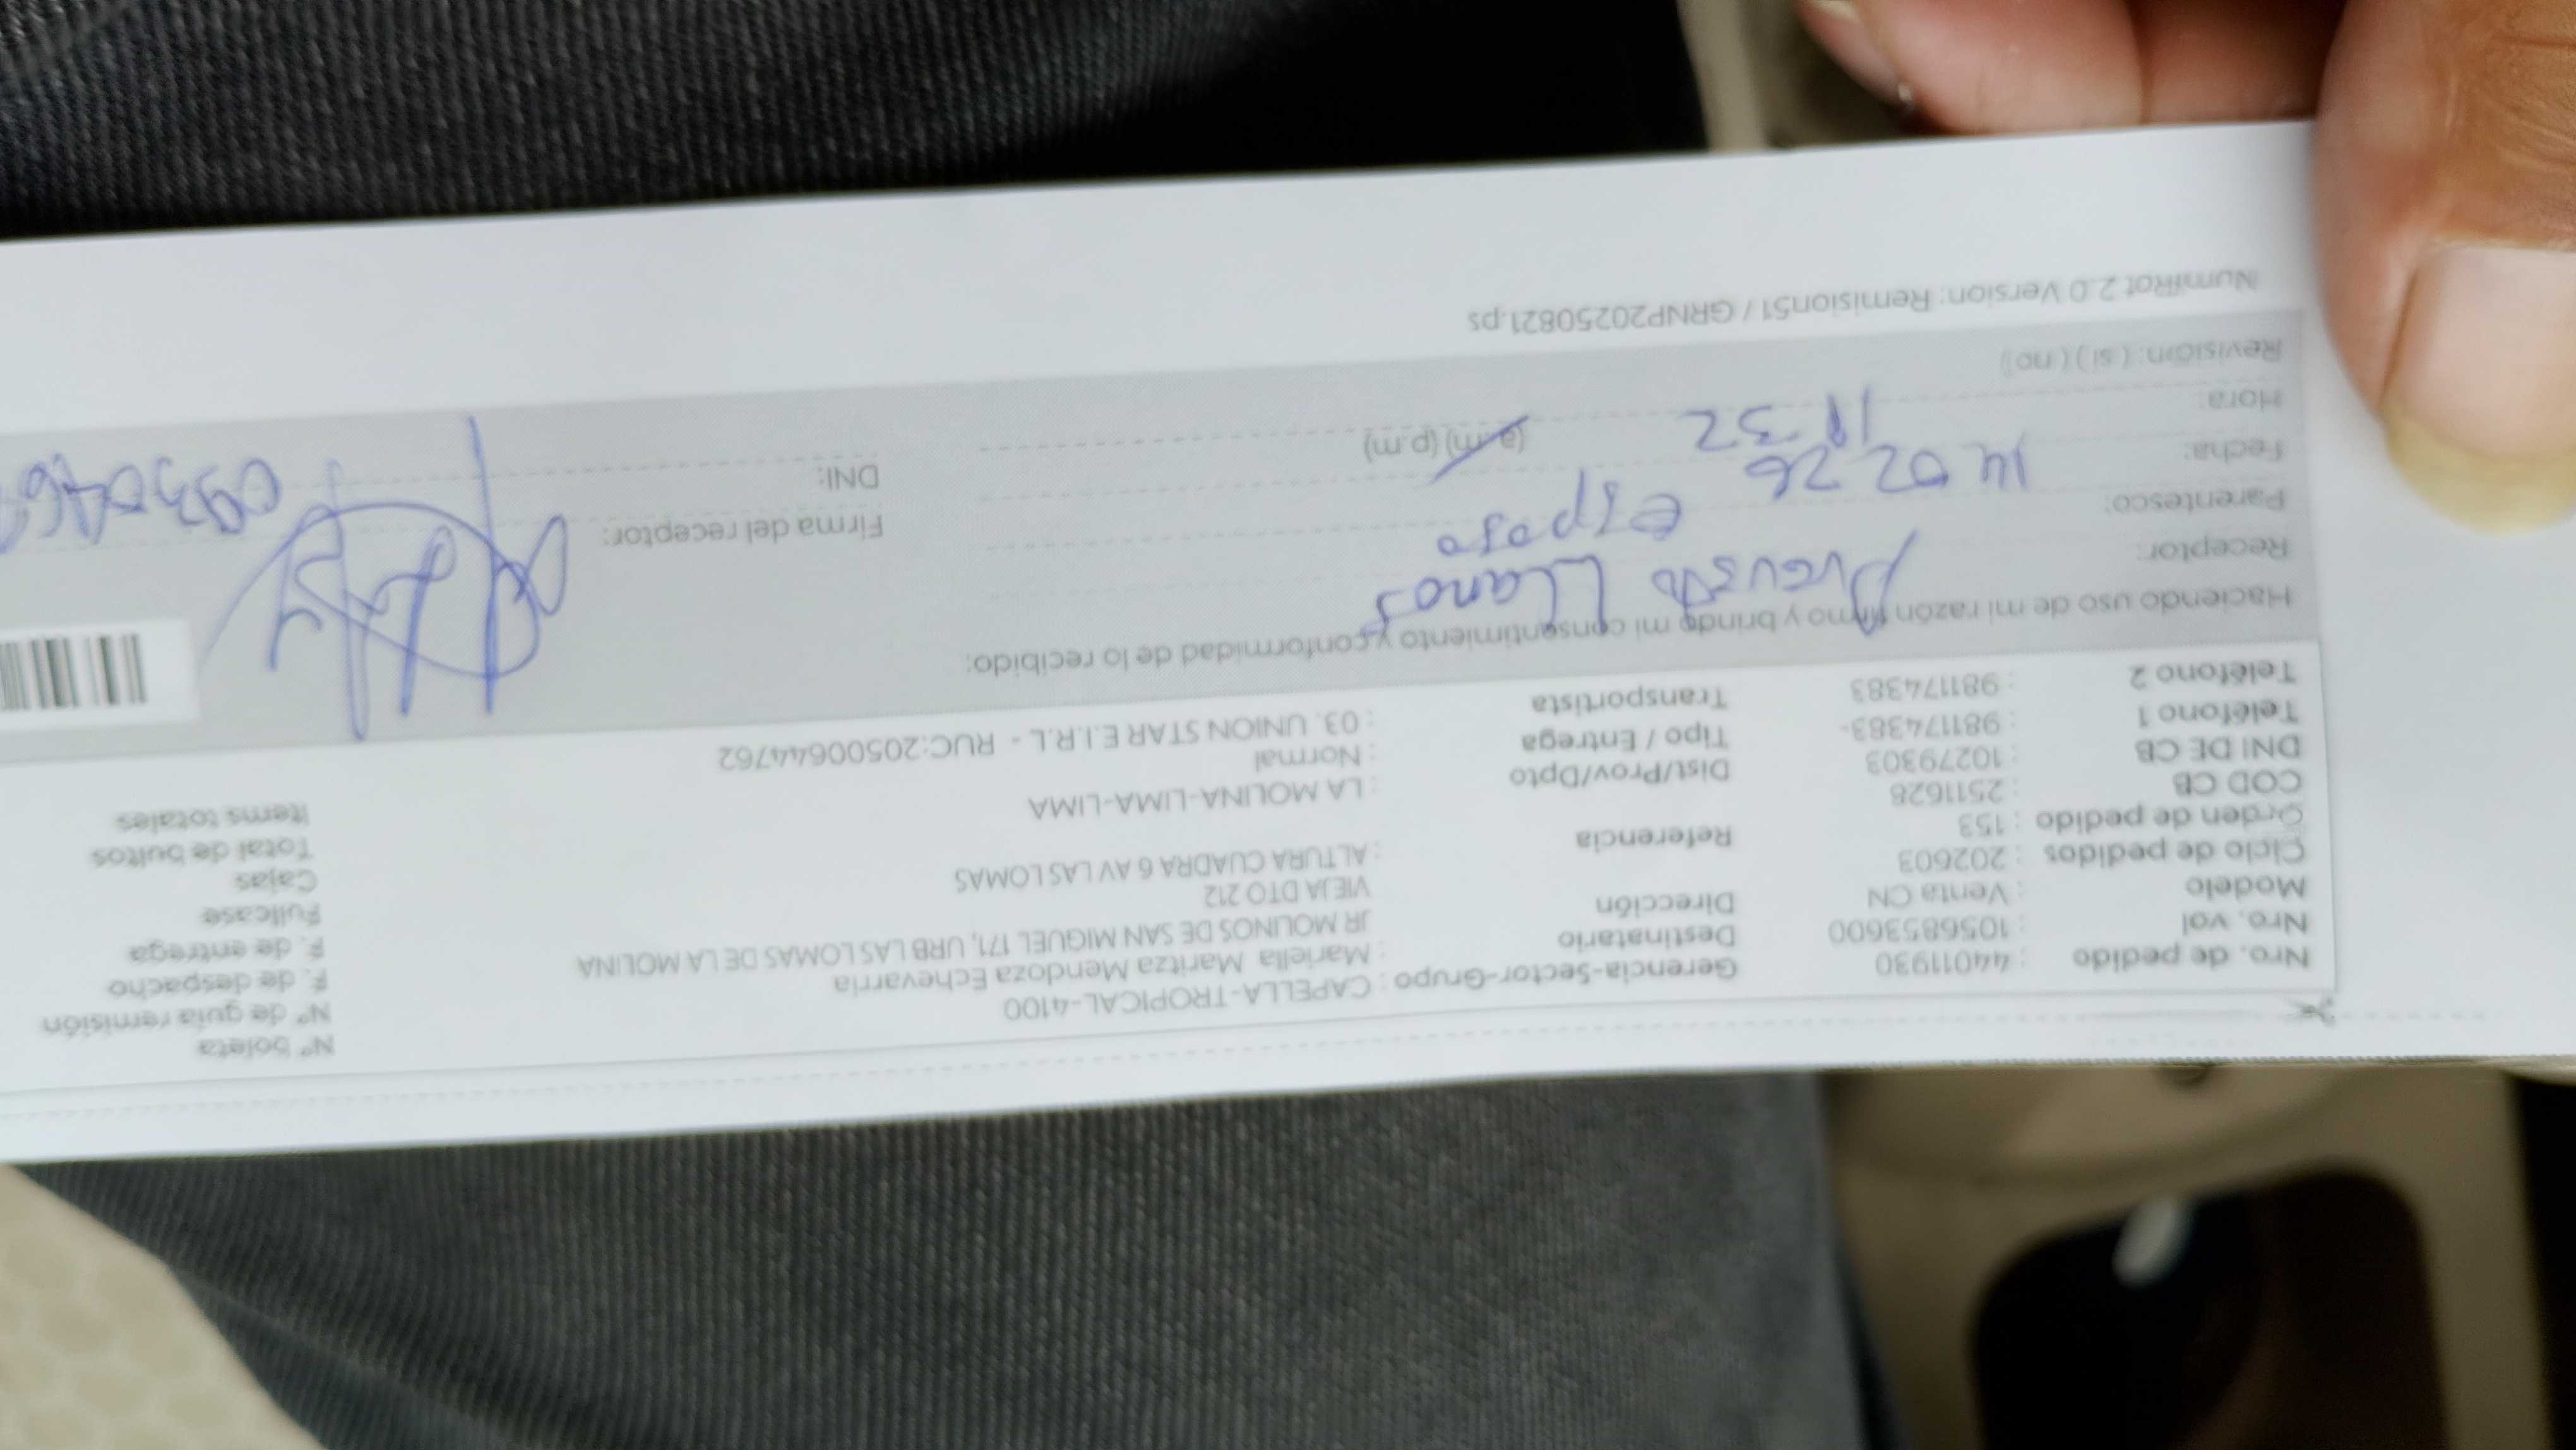 Nro. de pedido : 44011930 Gerencia-Sector-Grupo : CAPELLA-TROPICAL-4100 N° boleta
Nro. vol : 1056853600 Destinatario : Mariella Maritza Mendoza Echevarria N° de guia remisión
Modelo : Venta CN Dirección JR MOLINOS DE SAN MIGUEL 171, URB LAS LOMAS DE LA MOLINA F. de despacho
VIEJA DTO 212 F. de entrega
Ciclo de pedidos : 202603 Referencia : ALTURA CUADRA 6 AV LAS LOMAS Fullcase
Orden de pedido : 153 Cajas
COD CB : 2511628 Dist/Prov/Dpto : LA MOLINA-LIMA-LIMA Total de bultos
DNI DE CB : 10279303 Tipo / Entrega : Normal Items totales
Teléfono 1 : 981174383- Transportista : 03. UNION STAR E.I.R.L - RUC:20500644762
Teléfono 2 : 981174383
Haciendo uso de mi razón firmo y brindo mi consentimiento y conformidad de lo recibido:
Receptor: Augusto Llanos
Parentesco: esposo Firma del receptor:
Fecha: 14 02 26 DNI:
Hora: 32 (a.m) (p.m)
Revisión: ( si ) ( no )
NumiRot 2.0 Version: Remision51 / GRNP20250821.ps